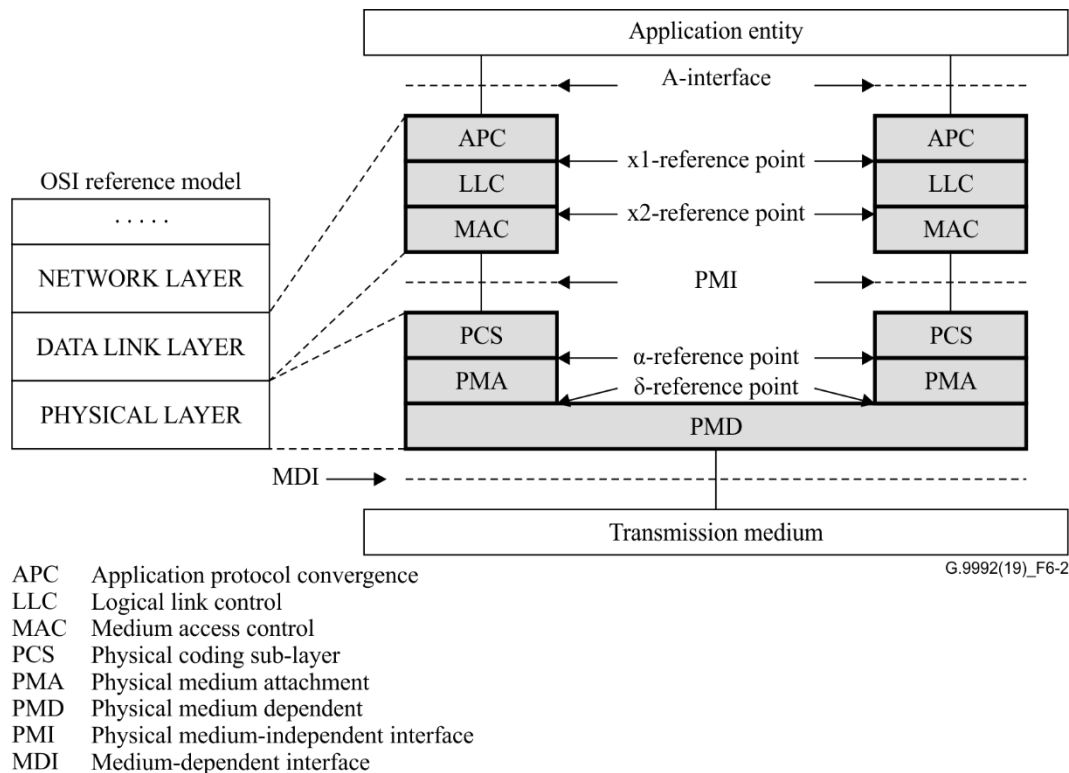 Application entity
A-interface
APC
APC
x1-reference point
LLC
LLC
x2-reference point
MAC
MAC
OSI reference model
. . . . .
NETWORK LAYER
DATA LINK LAYER
PHYSICAL LAYER
PMI
PCS
PCS
α-reference point
PMA
PMA
δ-reference point
PMD
MDI
Transmission medium
G.9992(19)_F6-2
APC Application protocol convergence
LLC Logical link control
MAC Medium access control
PCS Physical coding sub-layer
PMA Physical medium attachment
PMD Physical medium dependent
PMI Physical medium-independent interface
MDI Medium-dependent interface